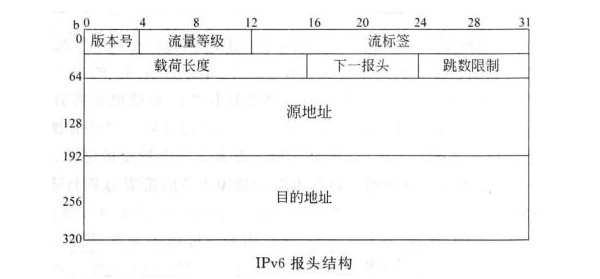 b 0 4 8 12 16 20 24 28 31
0 版本号 流量等级 流标签
载荷长度 下一报头 跳数限制
64
源地址
128
192
目的地址
256
320
IPv6 报头结构